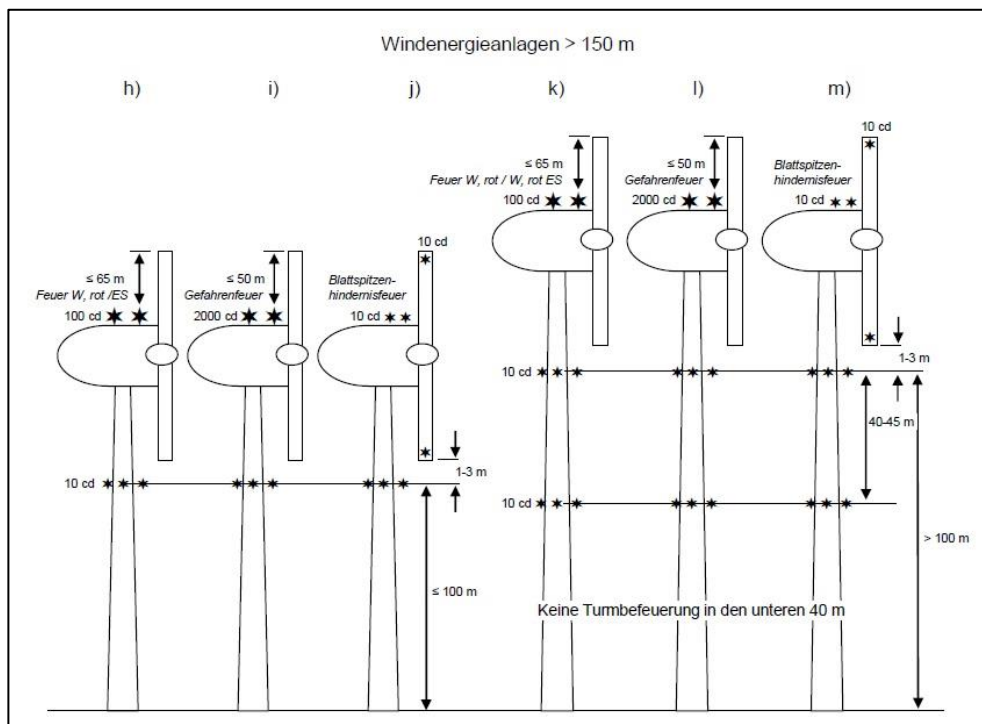 Windenergieanlagen > 150 m
h)
i)
j)
k)
l)
m)
≤ 65 m
Feuer W, rot /ES
100 cd
≤ 50 m
Gefahrenfeuer
2000 cd
10 cd
Blattspitzen-
hindernisfeuer
10 cd
1-3 m
10 cd
≤ 100 m
≤ 65 m
Feuer W, rot / W, rot ES
100 cd
≤ 50 m
Gefahrenfeuer
2000 cd
10 cd
Blattspitzen-
hindernisfeuer
10 cd
1-3 m
10 cd
40-45 m
10 cd
> 100 m
Keine Turmbefeuerung in den unteren 40 m